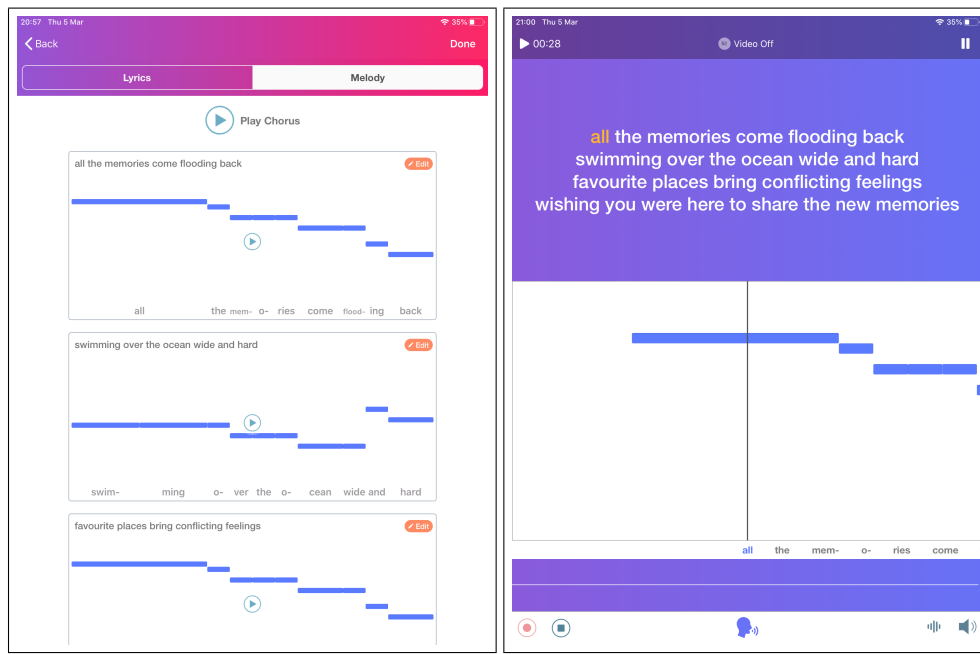 20:57 Thu 5 Mar
35%
Back
Done
Lyrics
Melody
Play Chorus
all the memories come flooding back
Edit
all the mem- o- ries come flood- ing back
swimming over the ocean wide and hard
Edit
swim- ming o- ver the o- cean wide and hard
favourite places bring conflicting feelings
Edit
21:00 Thu 5 Mar
35%
00:28
Video Off
all the memories come flooding back
swimming over the ocean wide and hard
favourite places bring conflicting feelings
wishing you were here to share the new memories
all the mem- o- ries come